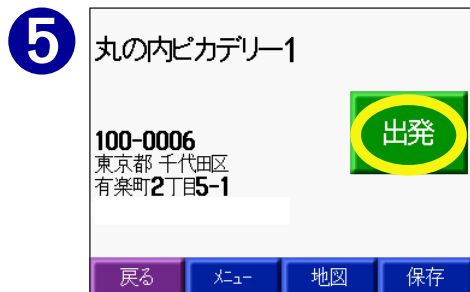 5
丸の内ピカデリー1
出発
100-0006
東京都 千代田区
有楽町2丁目5-1
戻る メニュー 地図 保存